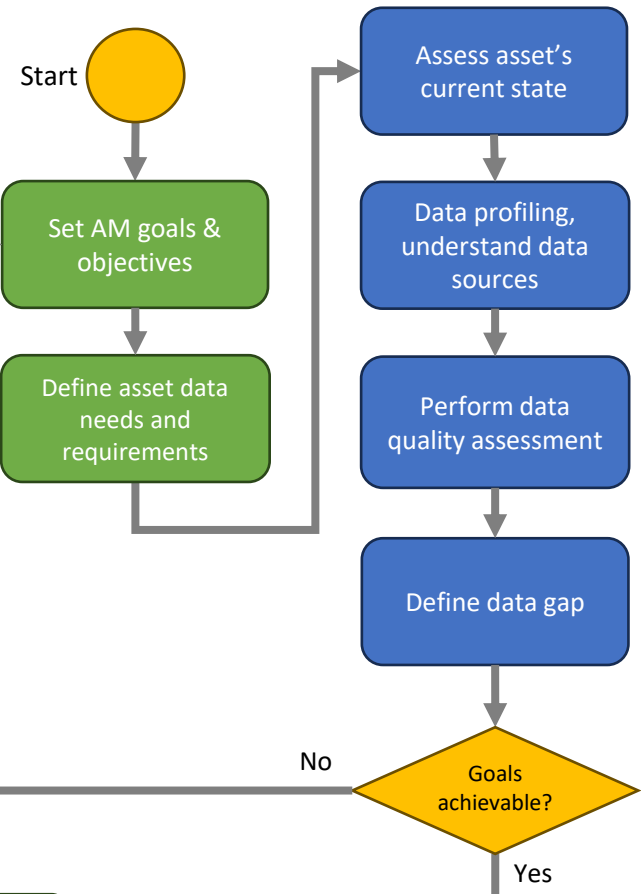 Start
Set AM goals &
objectives
Define asset data
needs and
requirements
Assess asset’s
current state
Data profiling,
understand data
sources
Perform data
quality assessment
Define data gap
Goals
achievable?
No
Yes